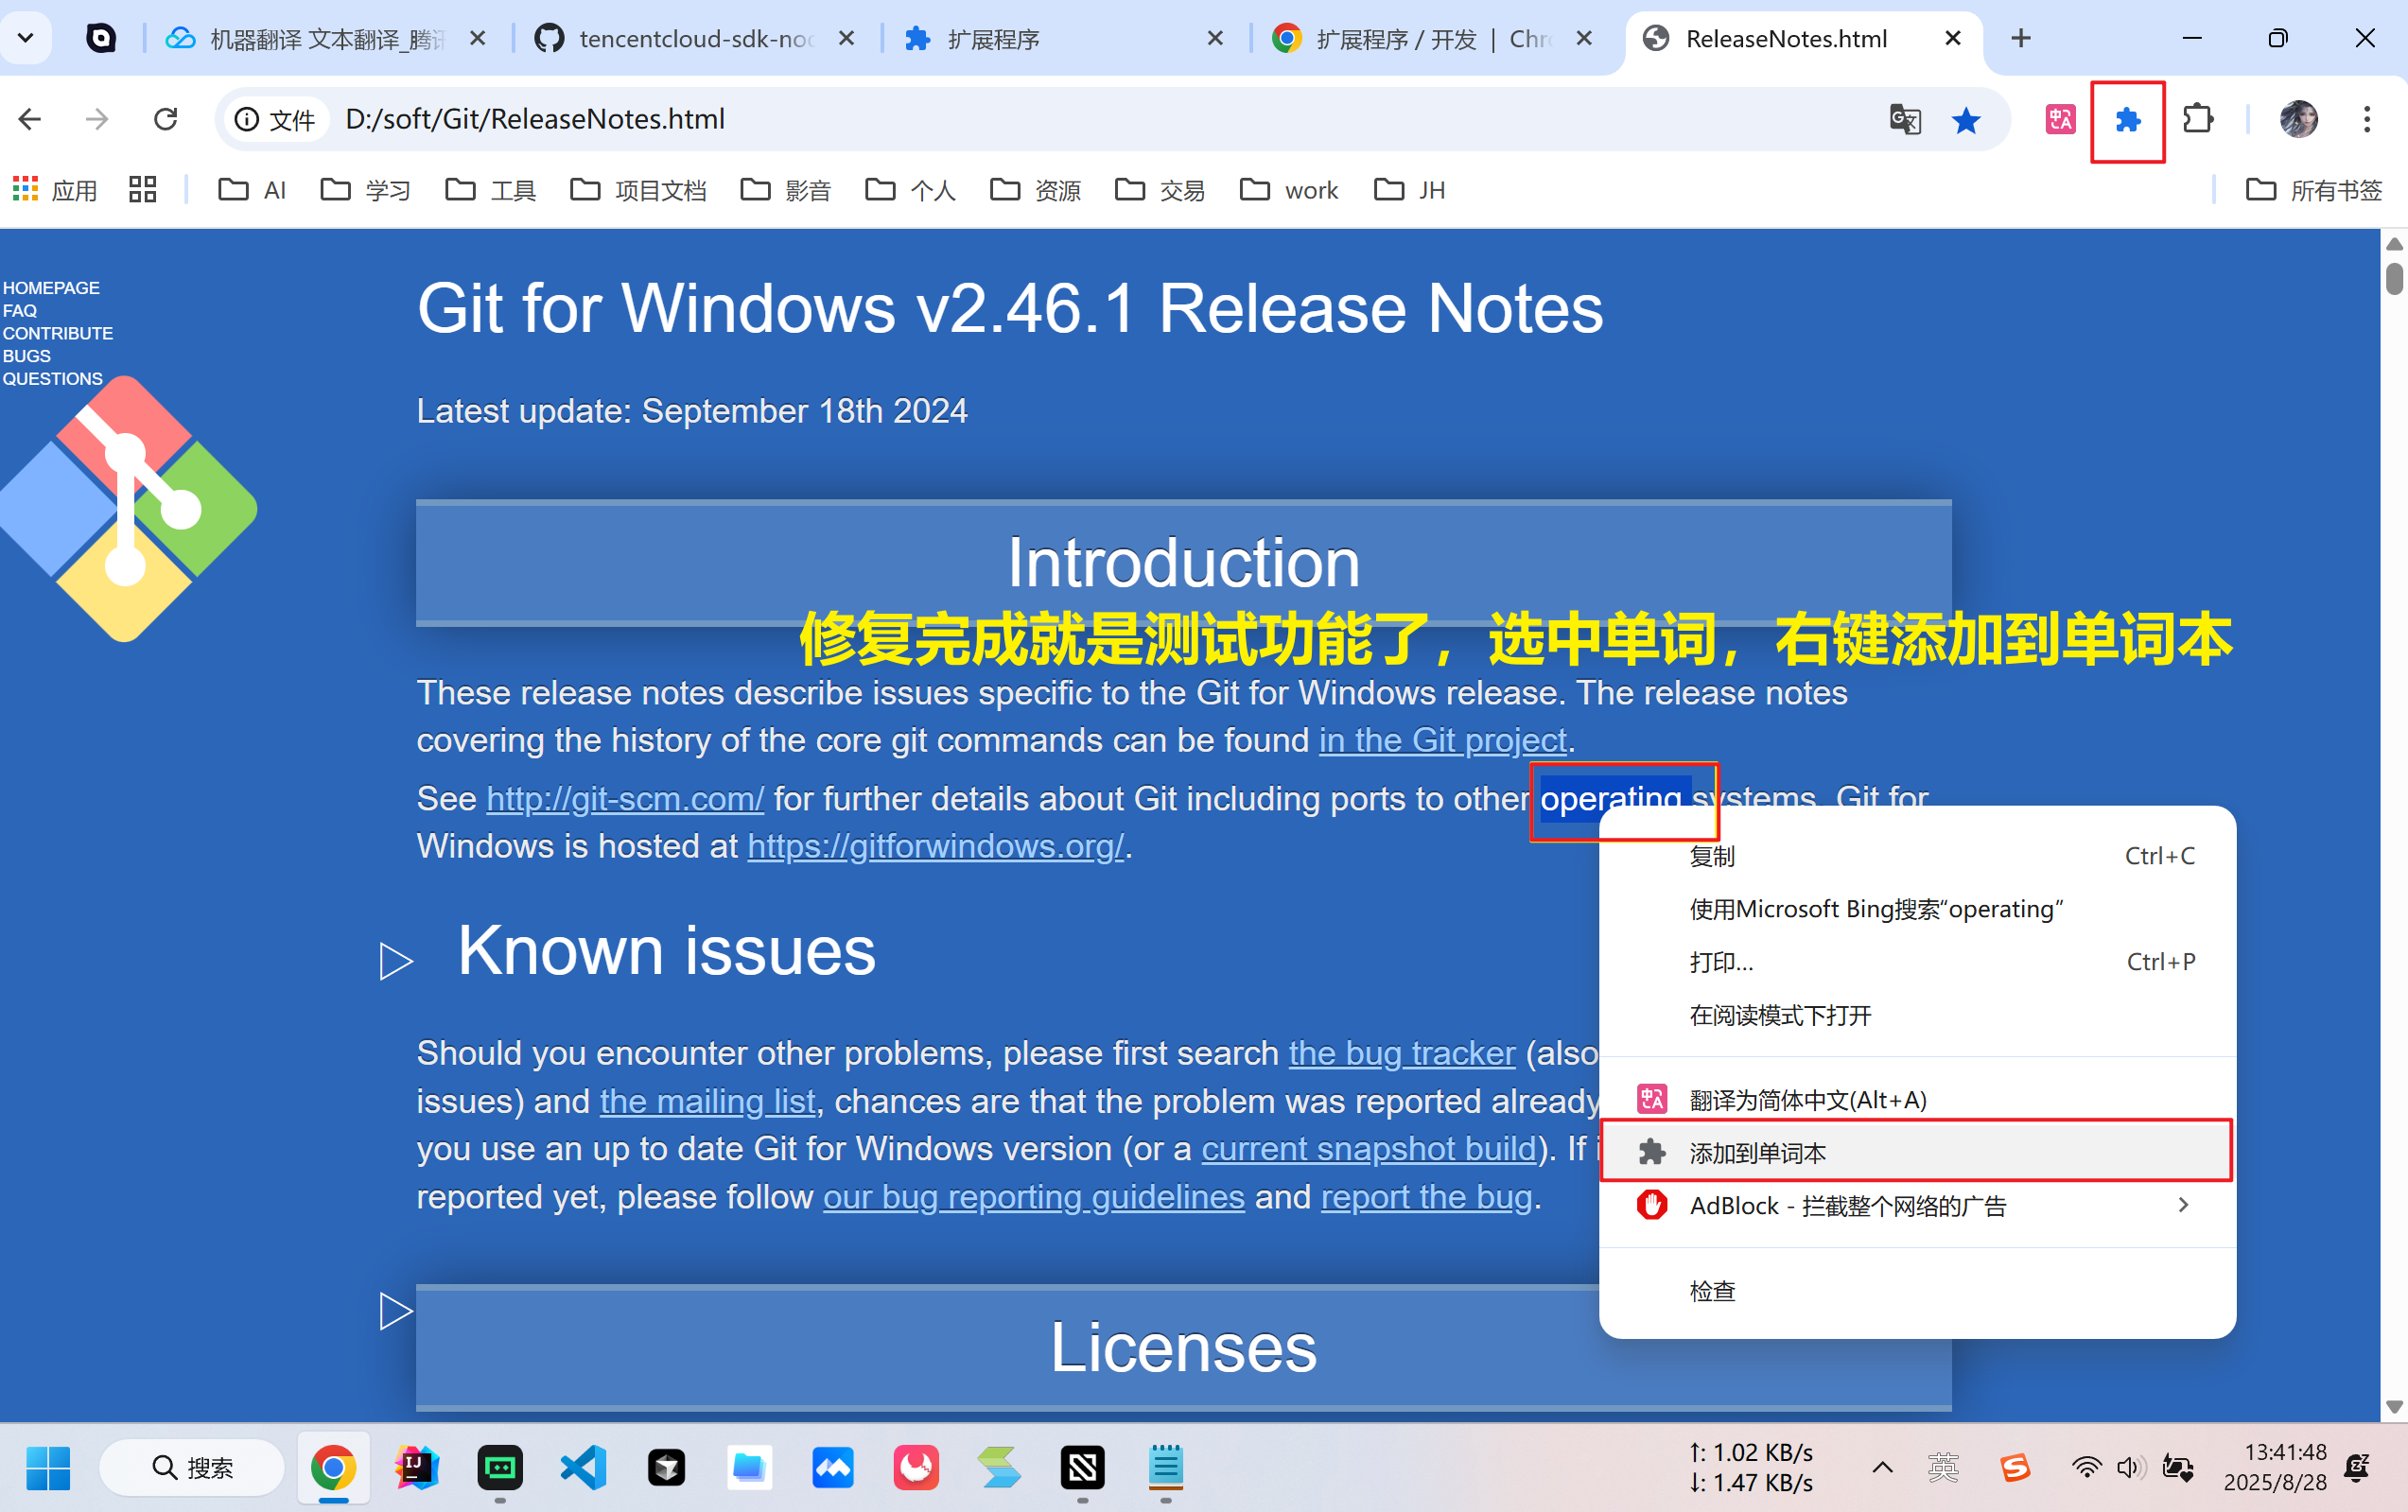 机器翻译 文本翻译_腾讯
tencentcloud-sdk-noc
扩展程序
扩展程序 / 开发 | Chro
ReleaseNotes.html
文件
D:/soft/Git/ReleaseNotes.html
应用
AI
学习
工具
项目文档
影音
个人
资源
交易
work
JH
所有书签
HOMEPAGE
FAQ
CONTRIBUTE
BUGS
QUESTIONS
Git for Windows v2.46.1 Release Notes
Latest update: September 18th 2024
Introduction
修复完成就是测试功能了，选中单词，右键添加到单词本
These release notes describe issues specific to the Git for Windows release. The release notes
covering the history of the core git commands can be found in the Git project.
See http://git-scm.com/ for further details about Git including ports to other operating systems. Git for
Windows is hosted at https://gitforwindows.org/.
Known issues
Should you encounter other problems, please first search the bug tracker (also
issues) and the mailing list, chances are that the problem was reported already
you use an up to date Git for Windows version (or a current snapshot build). If i
reported yet, please follow our bug reporting guidelines and report the bug.
Licenses
复制 Ctrl+C
使用Microsoft Bing搜索“operating”
打印... Ctrl+P
在阅读模式下打开
翻译为简体中文(Alt+A)
添加到单词本
AdBlock - 拦截整个网络的广告
检查
搜索
↑: 1.02 KB/s
↓: 1.47 KB/s
英
13:41:48
2025/8/28